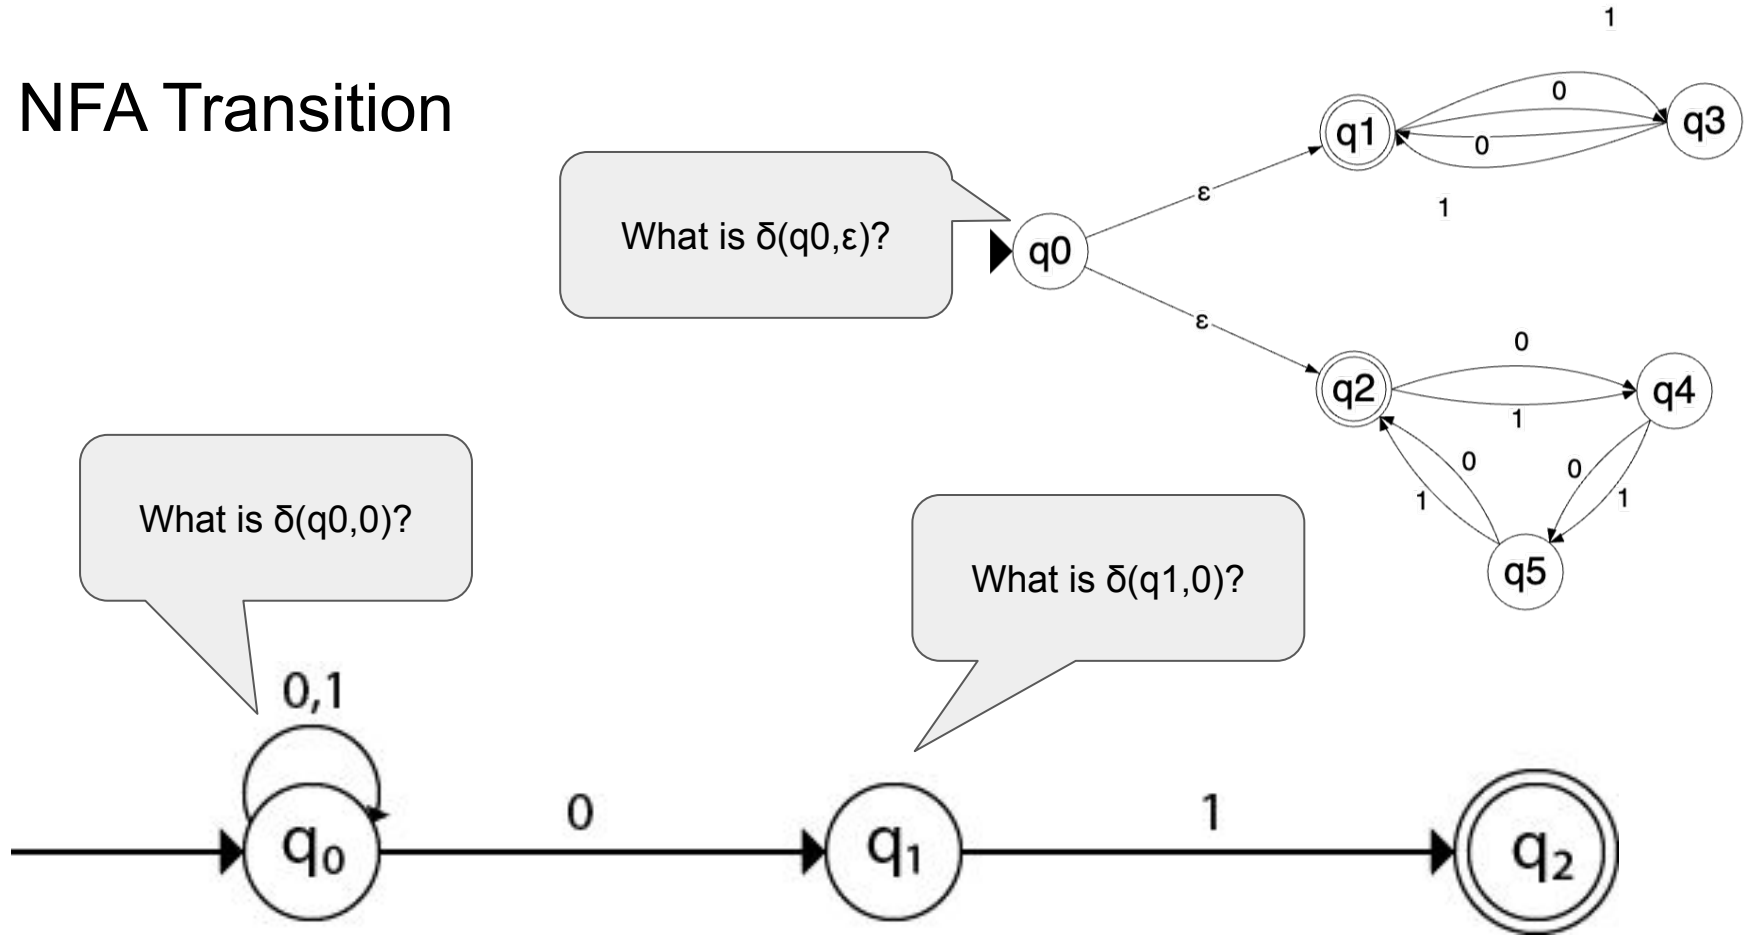 NFA Transition
1
0
q1
q3
0
ε
1
What is δ(q0,ε)?
q0
ε
0
q2
q4
1
0
0
1
1
q5
What is δ(q0,0)?
What is δ(q1,0)?
0,1
0
1
q₀
q₁
q₂